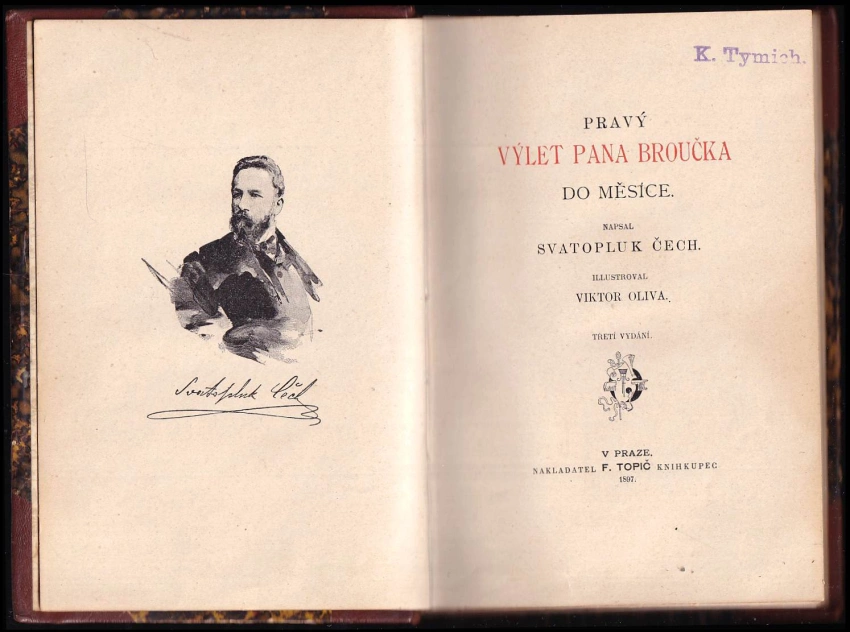 Svatopluk Čech
K. Tymich.
PRAVÝ
VÝLET PANA BROUČKA
DO MĚSÍCE.
NAPSAL
SVATOPLUK ČECH.
ILLUSTROVAL
VIKTOR OLIVA.
TŘETÍ VYDÁNÍ.
V PRAZE.
NAKLADATEL F. TOPIČ KNIHKUPEC
1897.